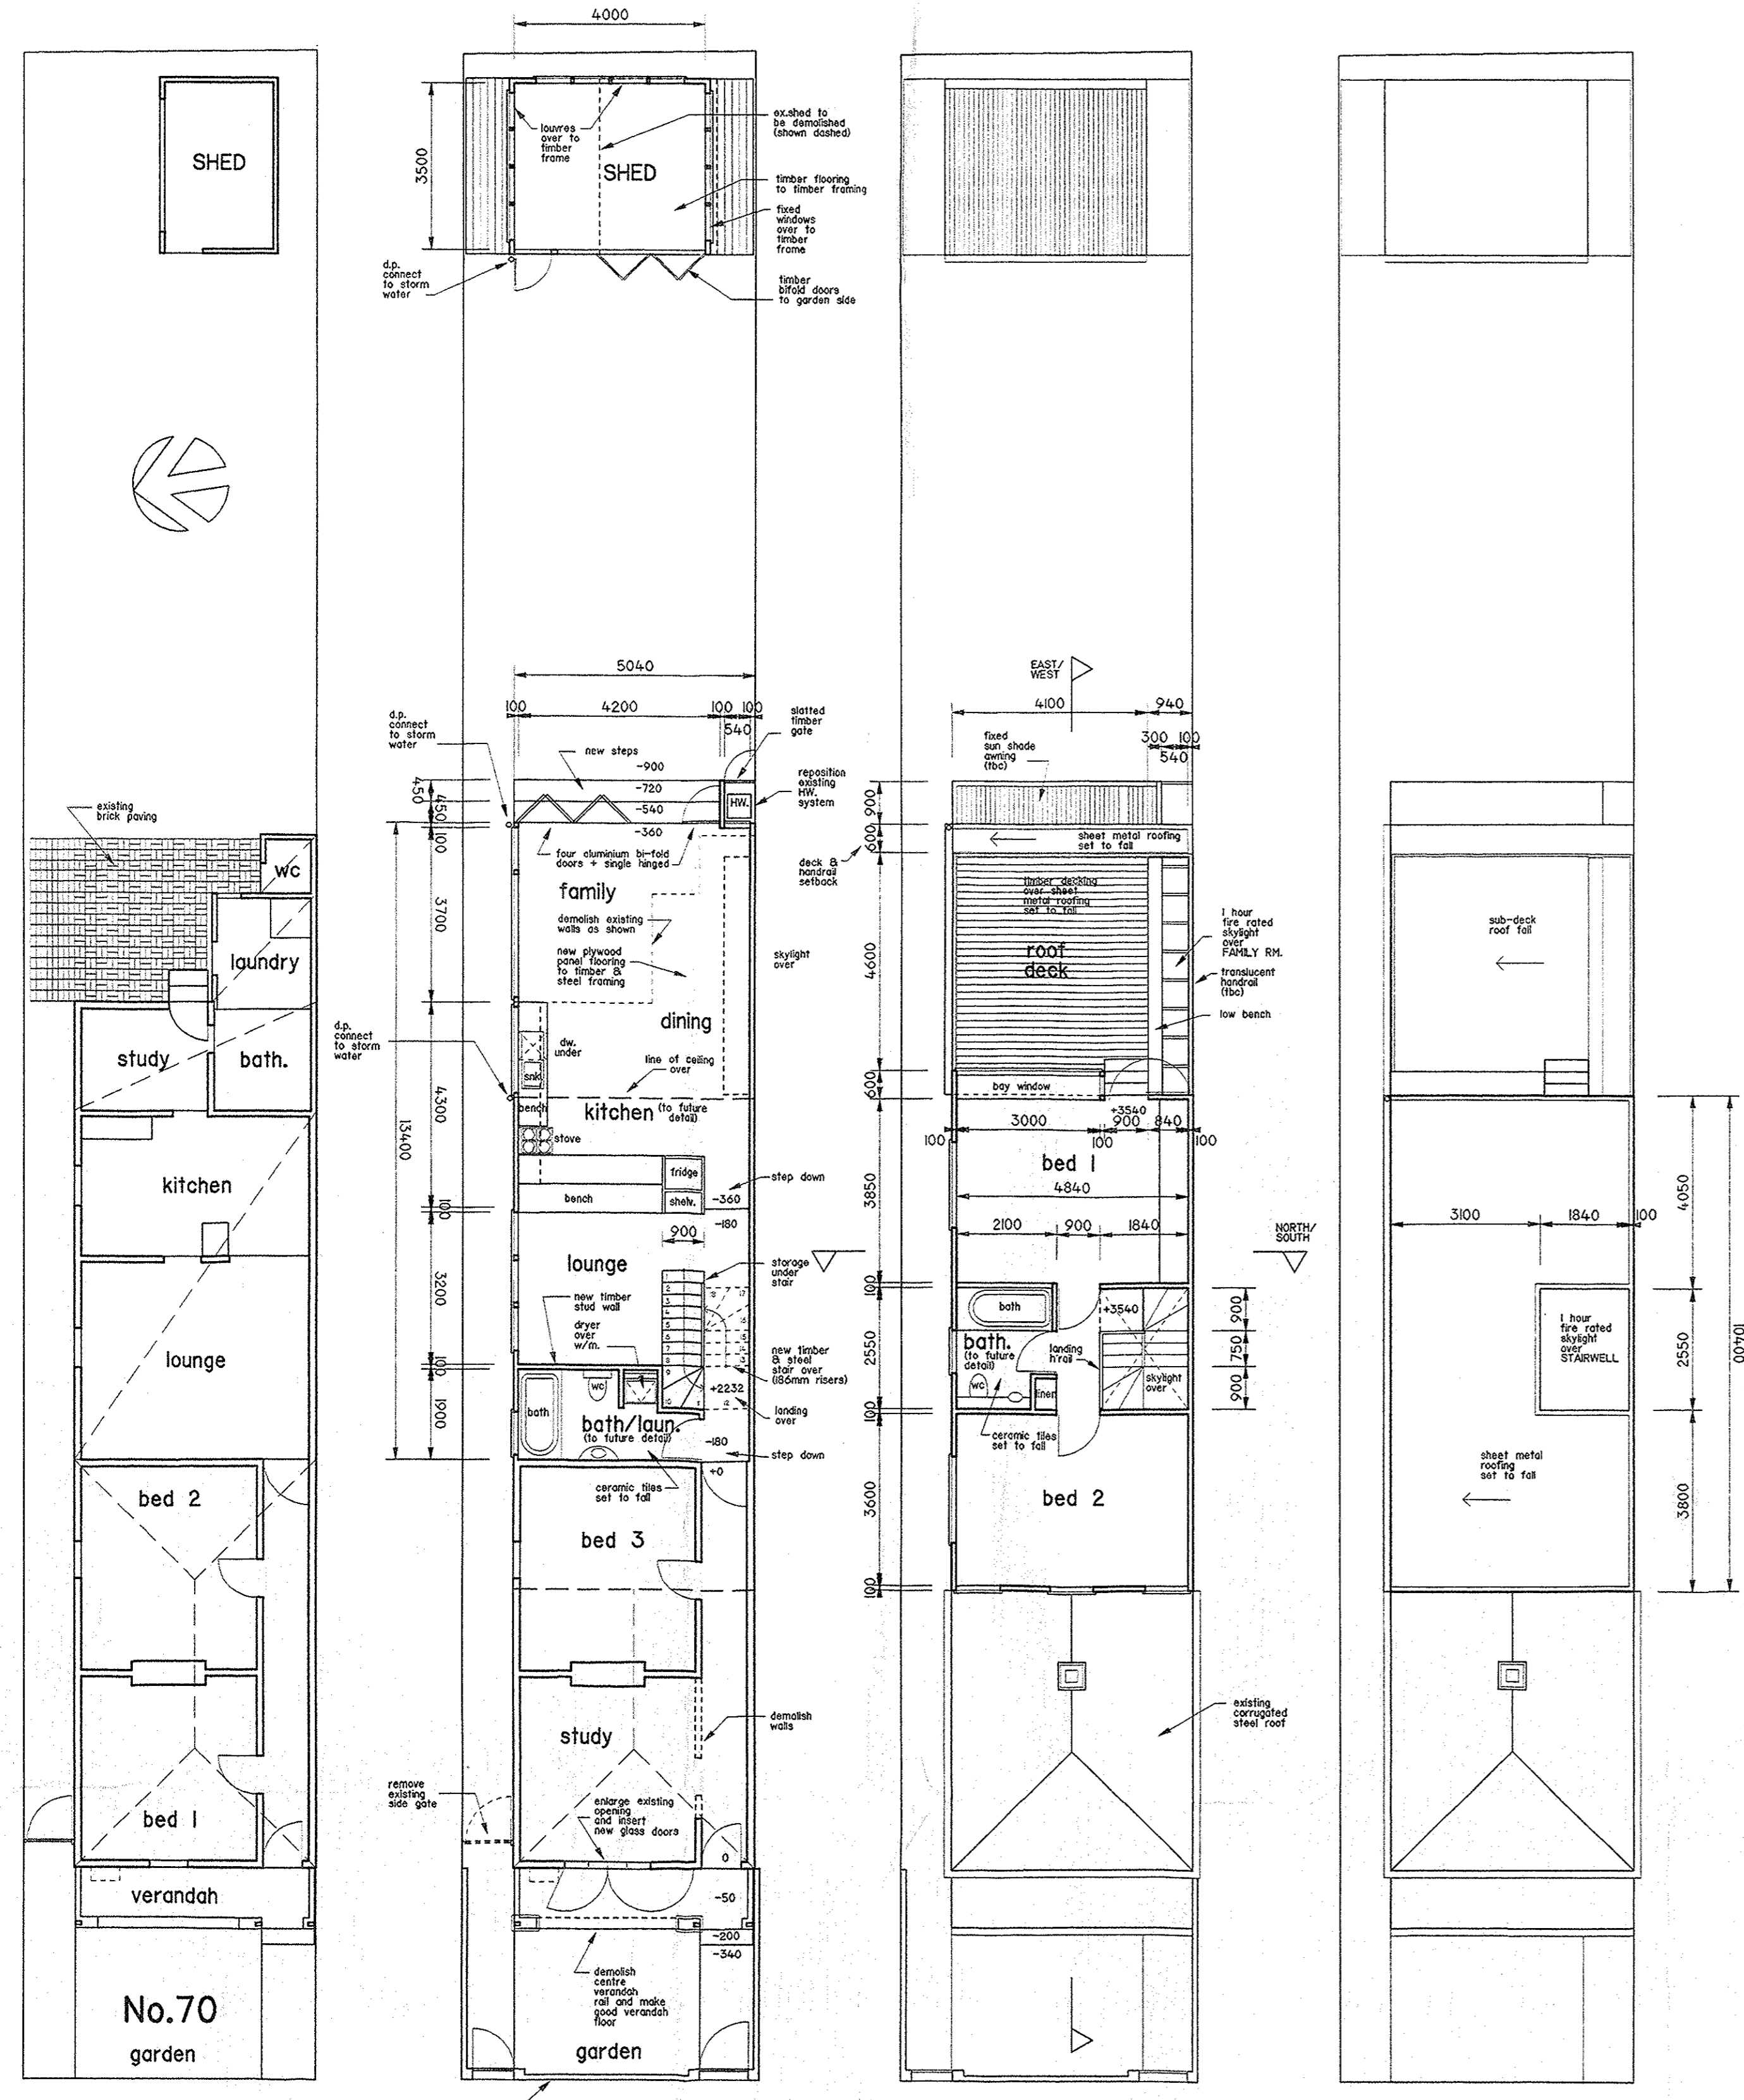 SHED
existing
brick paving
wc
laundry
study
bath.
kitchen
lounge
bed 2
bed 1
verandah
No.70
garden
4000
3500
louvres
over to
timber
frame
SHED
ex.shed to
be demolished
(shown dashed)
timber flooring
to timber framing
fixed
windows
over to
timber
frame
d.p.
connect
to storm
water
timber
bifold doors
to garden side
5040
100
4200
100
100
540
d.p.
connect
to storm
water
slatted
timber
gate
new steps
-900
-720
-540
-360
HW.
reposition
existing
HW.
system
450
450
100
four aluminium bi-fold
doors + single hinged
deck &
handrail
setback
family
demolish existing
walls as shown
new plywood
panel flooring
to timber &
steel framing
skylight
over
3700
dining
d.p.
connect
to storm
water
dw.
under
snk
line of ceiling
over
bench
kitchen (to future
detail)
stove
4300
13400
fridge
bench
shelv.
step down
-360
-180
100
900
lounge
storage
under
stair
new timber
stud wall
dryer
over
w/m.
3200
new timber
& steel
stair over
(186mm risers)
100
+2232
landing
over
wc
bath
bath/laun.
(to future detail)
1900
-180
step down
+0
ceramic tiles
set to fall
bed 3
study
demolish
walls
remove
existing
side gate
enlarge existing
opening
and insert
new glass doors
0
-50
-200
-340
demolish
centre
verandah
rail and make
good verandah
floor
garden
EAST/
WEST
4100
940
fixed
sun shade
awning
(tbc)
300
100
540
900
600
sheet metal roofing
set to fall
timber decking
over sheet
metal roofing
set to fall
roof
deck
4600
1 hour
fire rated
skylight
over
FAMILY RM.
translucent
handrail
(tbc)
low bench
600
bay window
+3540
100
3000
100
900
840
100
bed 1
4840
3850
2100
900
1840
NORTH/
SOUTH
100
bath
+3540
900
bath.
(to future
detail)
landing
h'rail
750
2550
wc
linen
skylight
over
900
100
ceramic tiles
set to fall
bed 2
3600
100
existing
corrugated
steel roof
sub-deck
roof fall
3100
1840
100
4050
1 hour
fire rated
skylight
over
STAIRWELL
2550
10400
sheet metal
roofing
set to fall
3800